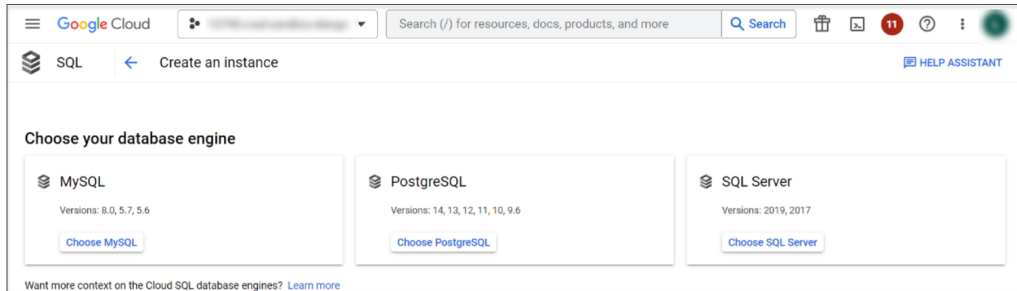 Google Cloud
Search (/) for resources, docs, products, and more
Search
11
SQL
Create an instance
HELP ASSISTANT
Choose your database engine
MySQL
Versions: 8.0, 5.7, 5.6
Choose MySQL
PostgreSQL
Versions: 14, 13, 12, 11, 10, 9.6
Choose PostgreSQL
SQL Server
Versions: 2019, 2017
Choose SQL Server
Want more context on the Cloud SQL database engines? Learn more